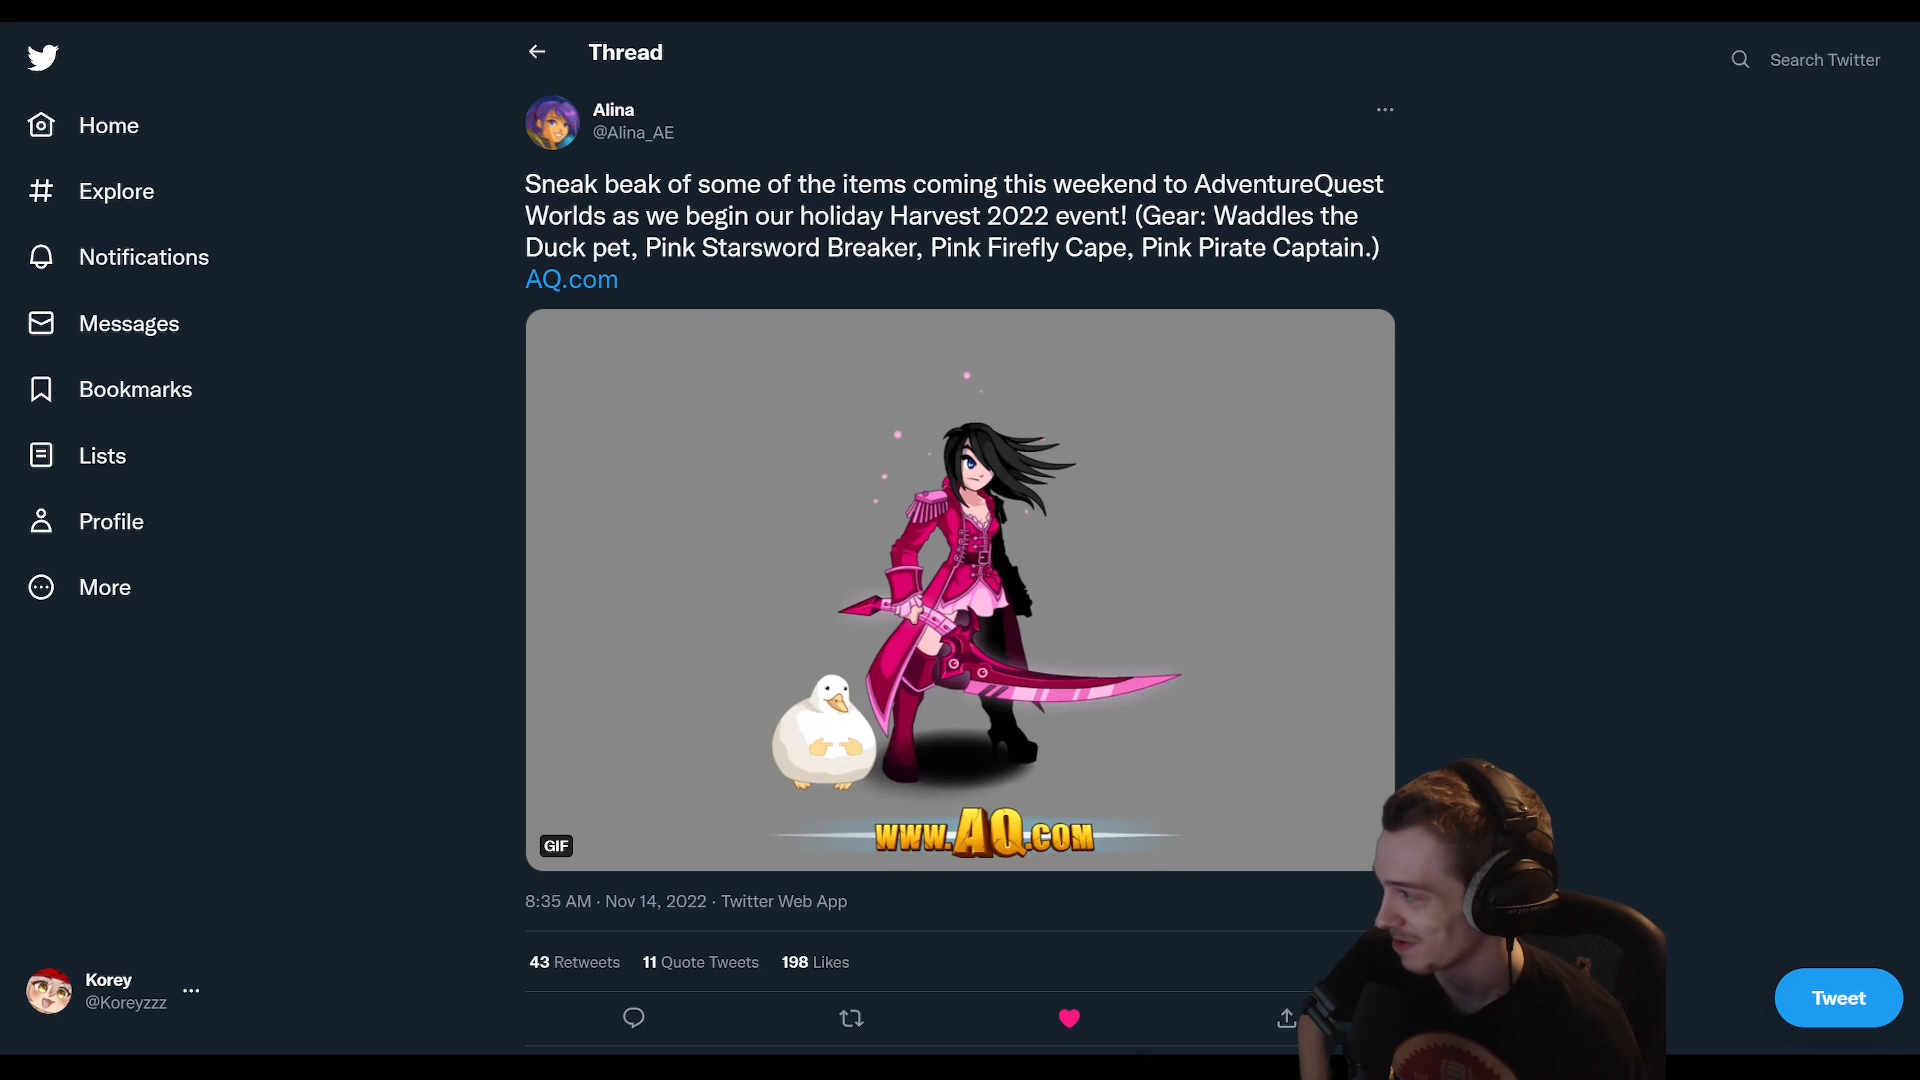 Thread
Search Twitter
Home
Explore
Notifications
Messages
Bookmarks
Lists
Profile
More
Alina
@Alina_AE
Sneak beak of some of the items coming this weekend to AdventureQuest
Worlds as we begin our holiday Harvest 2022 event! (Gear: Waddles the
Duck pet, Pink Starsword Breaker, Pink Firefly Cape, Pink Pirate Captain.)
AQ.com
www.AQ.com
GIF
8:35 AM · Nov 14, 2022 · Twitter Web App
43 Retweets 11 Quote Tweets 198 Likes
Korey
@Koreyzzz
Tweet